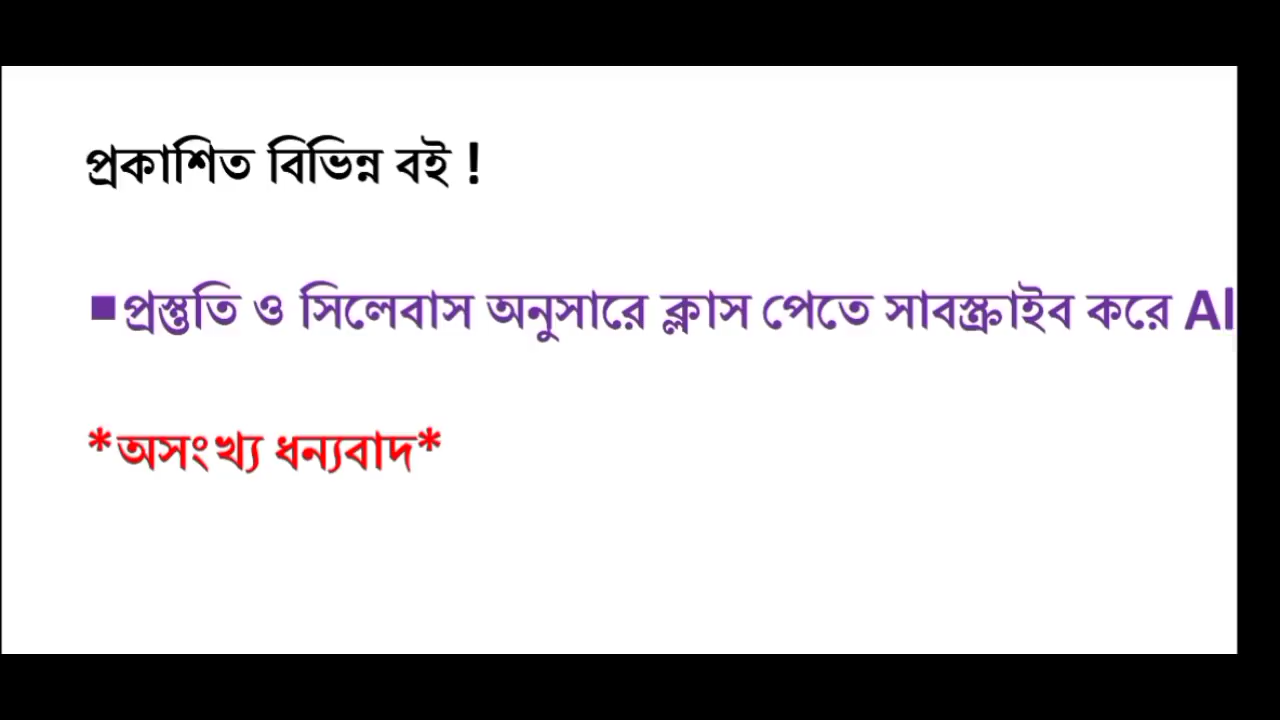 প্রকাশিত বিভিন্ন বই !
▪প্রস্তুতি ও সিলেবাস অনুসারে ক্লাস পেতে সাবস্ক্রাইব করে Al
*অসংখ্য ধন্যবাদ*